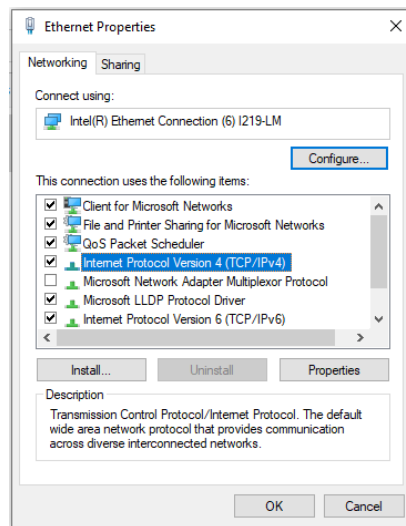 Ethernet Properties
Networking
Sharing
Connect using:
Intel(R) Ethernet Connection (6) I219-LM
Configure...
This connection uses the following items:
Client for Microsoft Networks
File and Printer Sharing for Microsoft Networks
QoS Packet Scheduler
Internet Protocol Version 4 (TCP/IPv4)
Microsoft Network Adapter Multiplexor Protocol
Microsoft LLDP Protocol Driver
Internet Protocol Version 6 (TCP/IPv6)
Install...
Uninstall
Properties
Description
Transmission Control Protocol/Internet Protocol. The default
wide area network protocol that provides communication
across diverse interconnected networks.
OK
Cancel